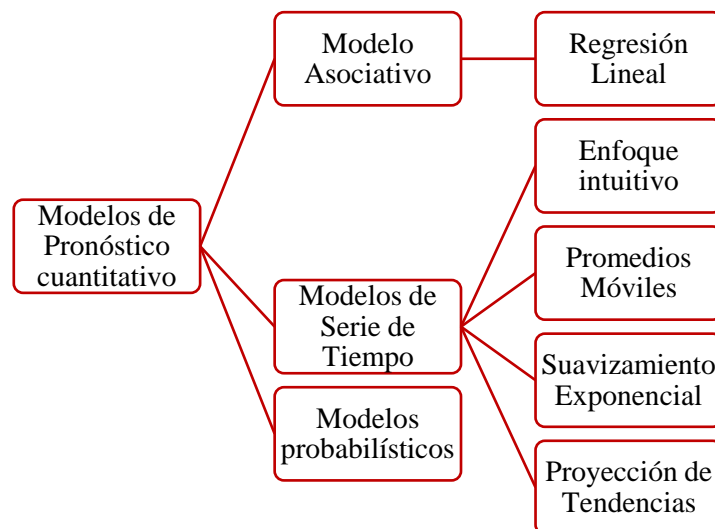 Modelos de
Pronóstico
cuantitativo
Modelo
Asociativo
Regresión
Lineal
Modelos de
Serie de
Tiempo
Enfoque
intuitivo
Promedios
Móviles
Suavizamiento
Exponencial
Proyección de
Tendencias
Modelos
probabilísticos